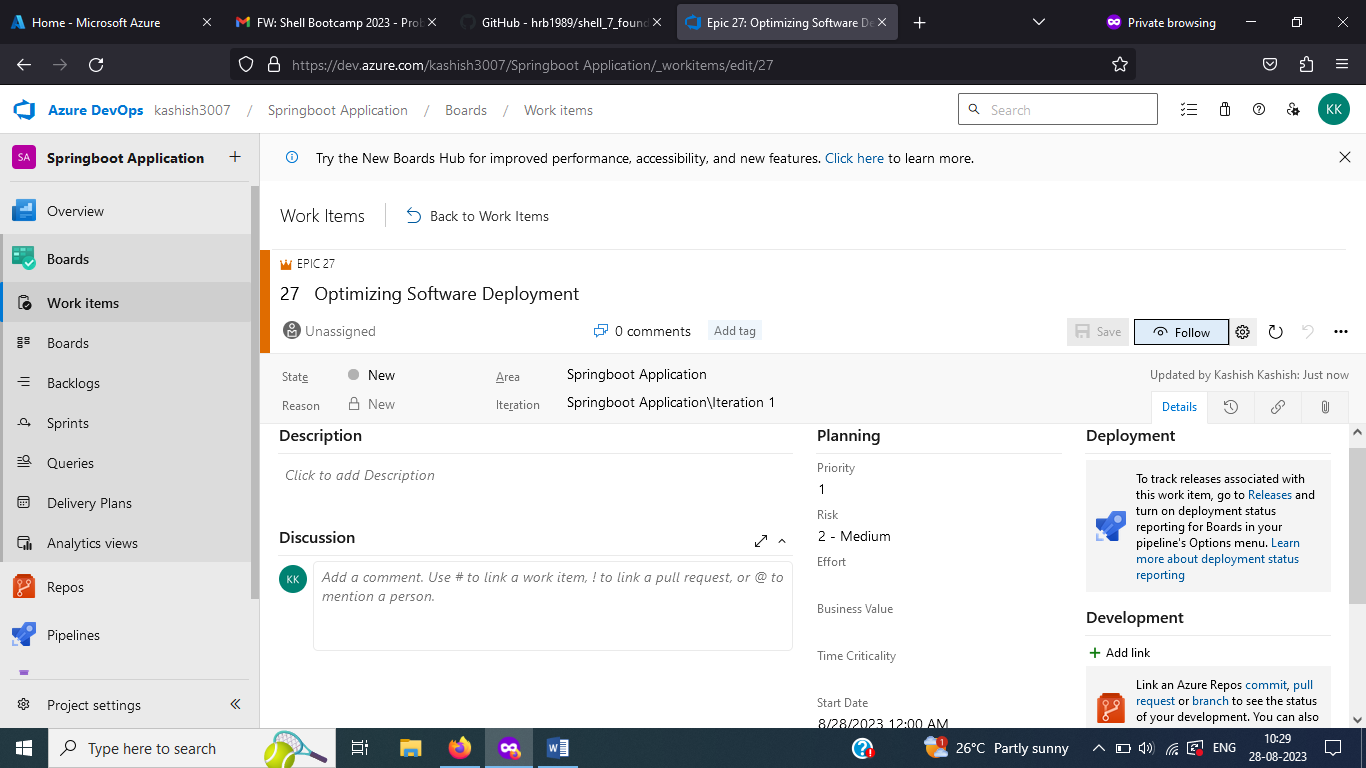 Home - Microsoft Azure
FW: Shell Bootcamp 2023 - Prob
GitHub - hrb1989/shell_7_found
Epic 27: Optimizing Software De
Private browsing
https://dev.azure.com/kashish3007/Springboot Application/_workitems/edit/27
Azure DevOps kashish3007 / Springboot Application / Boards / Work items
Search
KK
SA Springboot Application
Try the New Boards Hub for improved performance, accessibility, and new features. Click here to learn more.
Overview
Boards
Work items
Boards
Backlogs
Sprints
Queries
Delivery Plans
Analytics views
Repos
Pipelines
Project settings
Work Items
Back to Work Items
EPIC 27
27 Optimizing Software Deployment
Unassigned
0 comments
Add tag
Save
Follow
State New
Area Springboot Application
Updated by Kashish Kashish: Just now
Reason New
Iteration Springboot Application\Iteration 1
Details
Description
Click to add Description
Discussion
KK
Add a comment. Use # to link a work item, ! to link a pull request, or @ to
mention a person.
Planning
Priority
1
Risk
2 - Medium
Effort
Business Value
Time Criticality
Start Date
8/28/2023 12:00 AM
Deployment
To track releases associated with
this work item, go to Releases and
turn on deployment status
reporting for Boards in your
pipeline's Options menu. Learn
more about deployment status
reporting
Development
Add link
Link an Azure Repos commit, pull
request or branch to see the status
of your development. You can also
Type here to search
1
26°C Partly sunny
ENG
10:29
28-08-2023